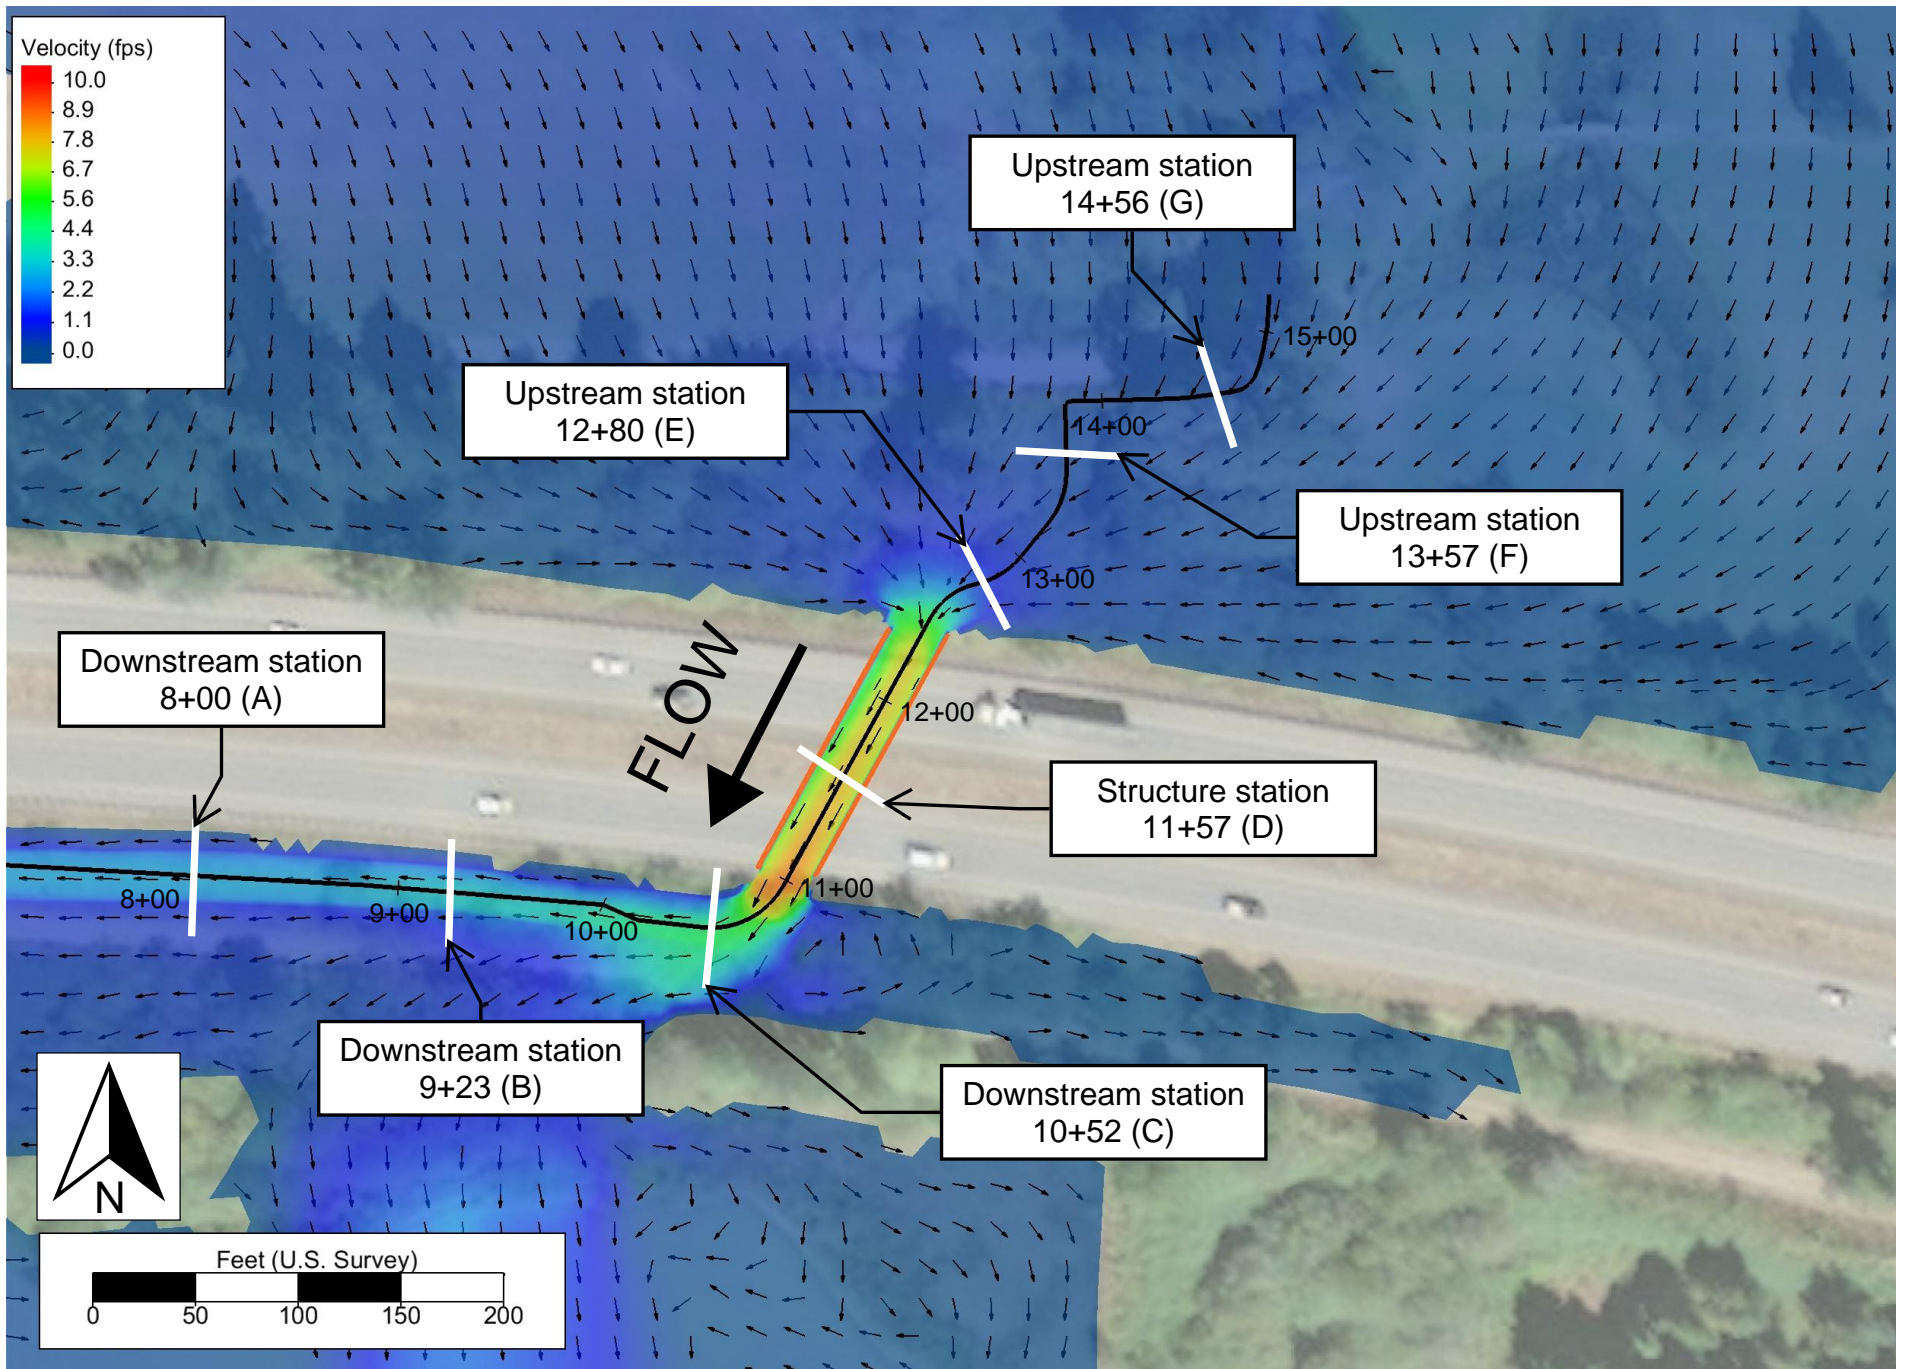 Velocity (fps)
10.0
8.9
7.8
6.7
5.6
4.4
3.3
2.2
1.1
0.0
Upstream station
14+56 (G)
15+00
Upstream station
12+80 (E)
14+00
Upstream station
13+57 (F)
13+00
FLOW
Downstream station
8+00 (A)
12+00
Structure station
11+57 (D)
11+00
8+00
9+00
10+00
Downstream station
9+23 (B)
Downstream station
10+52 (C)
N
Feet (U.S. Survey)
0 50 100 150 200